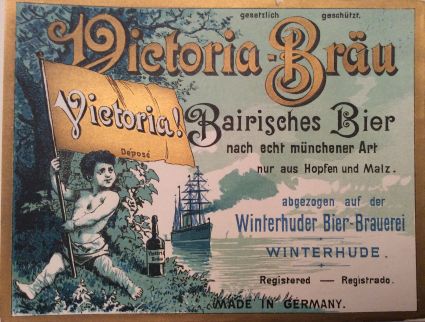 gesetzlich geschützt.
Victoria-Bräu
Victoria!
Deposé
Bairisches Bier
nach echt münchener Art
nur aus Hopfen und Malz.
abgezogen auf der
Winterhuder Bier-Brauerei
WINTERHUDE.
Registered — Registrado.
MADE IN GERMANY.